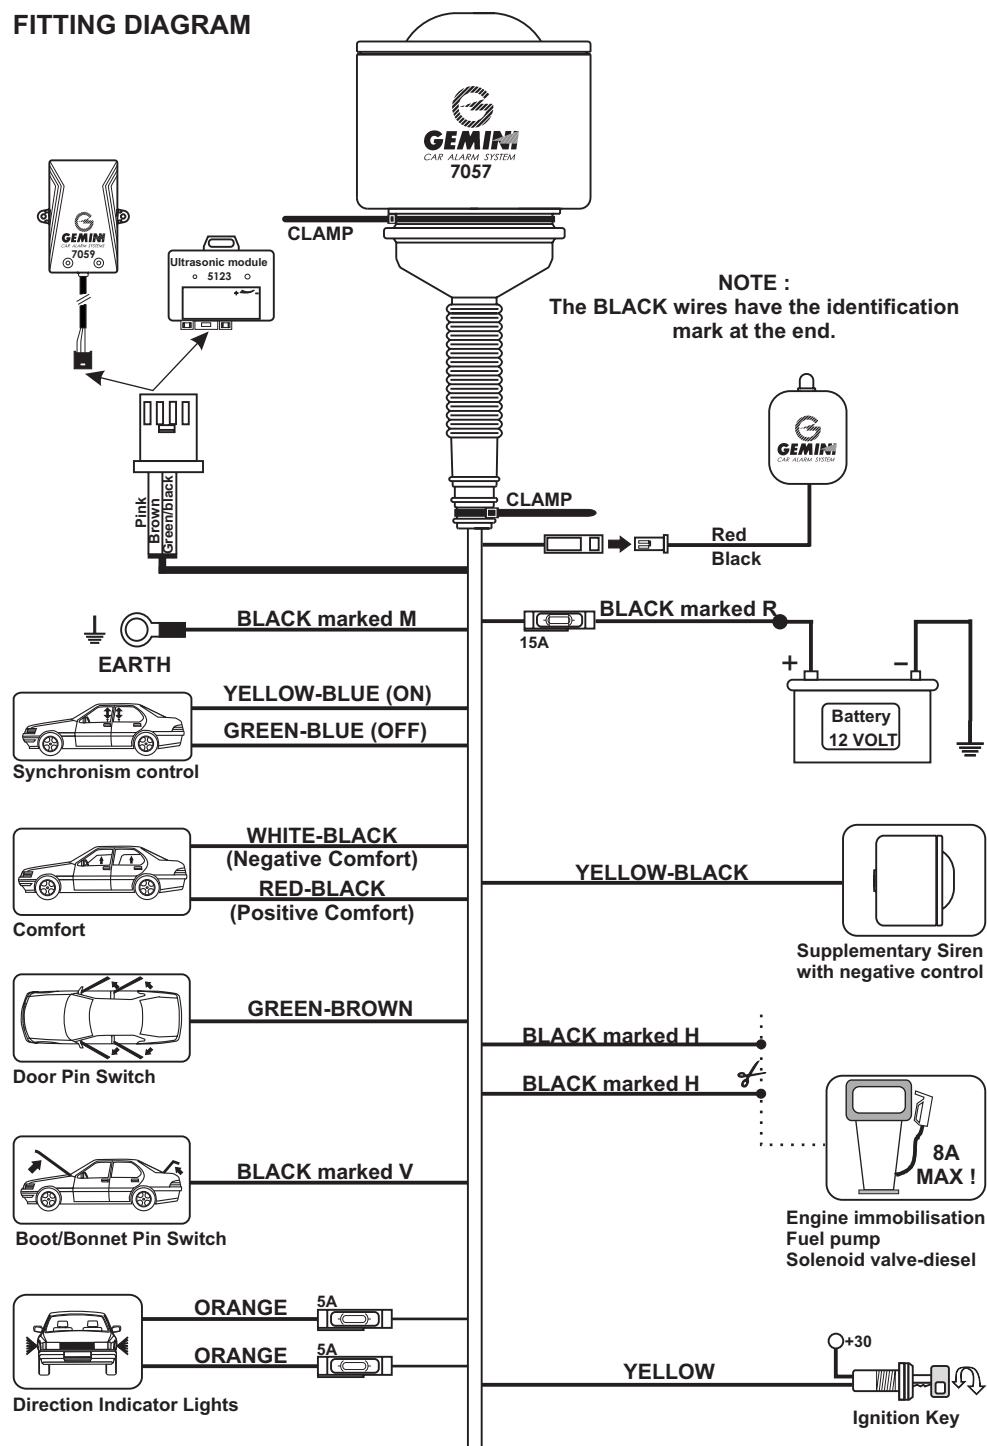 FITTING DIAGRAM
GEMINI
CAR ALARM SYSTEM
7057
CLAMP
GEMINI
CAR ALARM SYSTEMS
7059
Ultrasonic module
5123
+ -
NOTE :
The BLACK wires have the identification
mark at the end.
GEMINI
CAR ALARM SYSTEM
Pink
Brown
Green/black
CLAMP
Red
Black
BLACK marked M
EARTH
15A
BLACK marked R
+ -
Battery
12 VOLT
YELLOW-BLUE (ON)
GREEN-BLUE (OFF)
Synchronism control
WHITE-BLACK
(Negative Comfort)
RED-BLACK
(Positive Comfort)
Comfort
YELLOW-BLACK
Supplementary Siren
with negative control
GREEN-BROWN
Door Pin Switch
BLACK marked H
BLACK marked H
8A
MAX !
Engine immobilisation
Fuel pump
Solenoid valve-diesel
BLACK marked V
Boot/Bonnet Pin Switch
ORANGE
5A
ORANGE
5A
Direction Indicator Lights
YELLOW
+30
Ignition Key